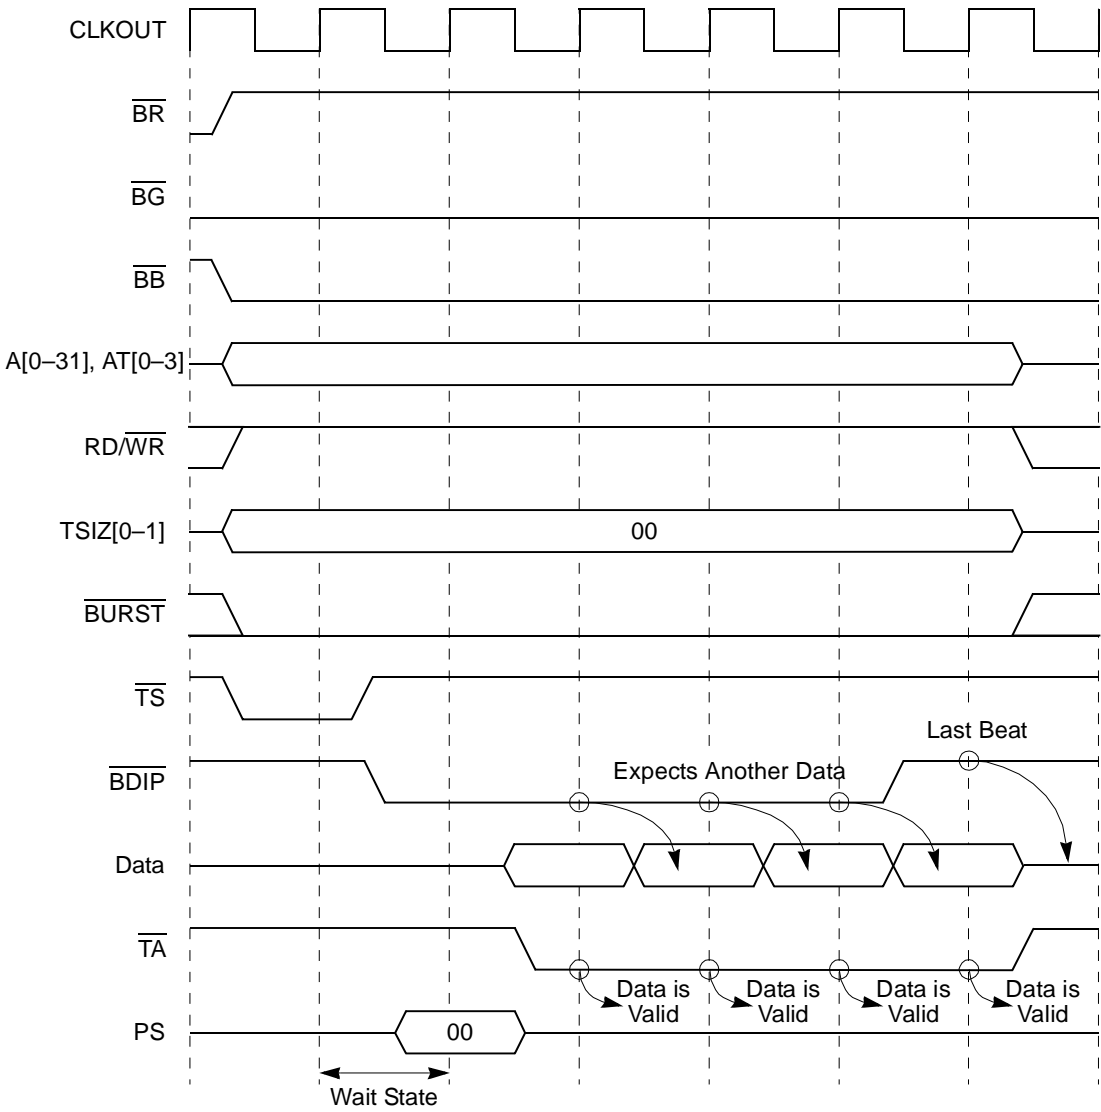 CLKOUT
BR
BG
BB
A[0–31], AT[0–3]
RD/WR
TSIZ[0–1]
00
BURST
TS
Last Beat
BDIP
Expects Another Data
Data
TA
Data is
Valid
Data is
Valid
Data is
Valid
Data is
Valid
PS
00
Wait State